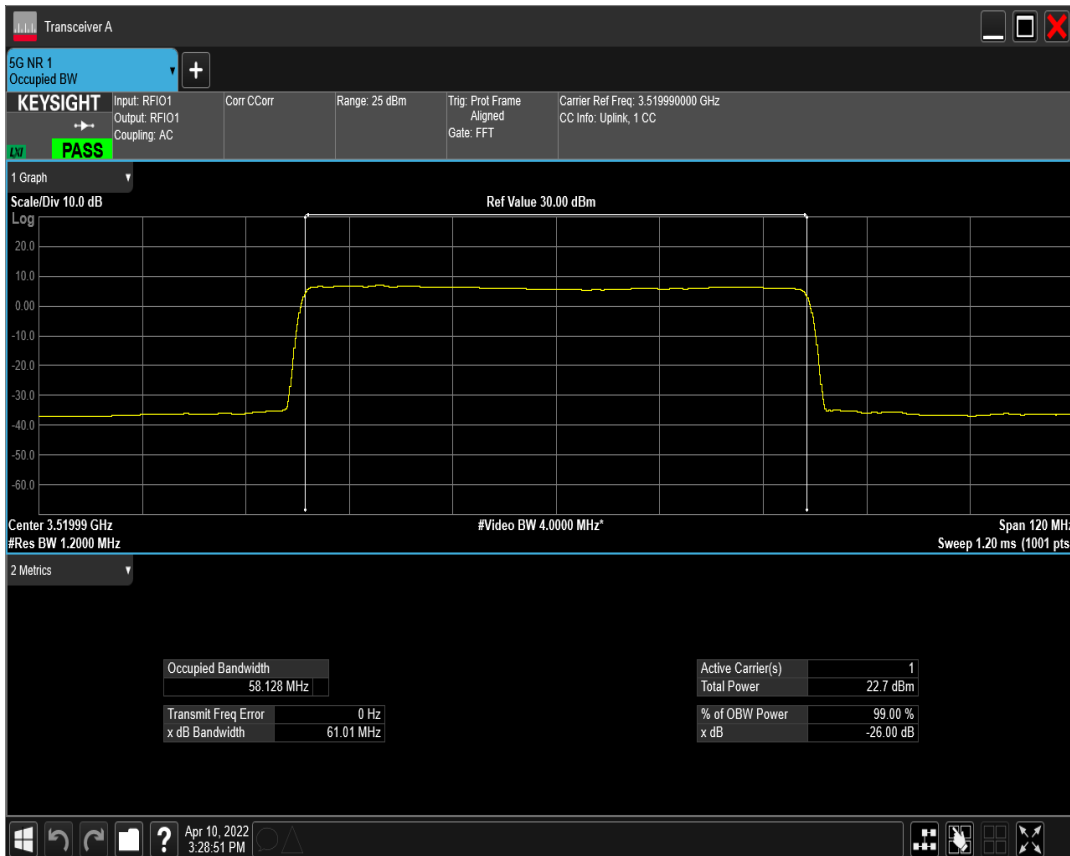 Transceiver A
5G NR 1
Occupied BW
KEYSIGHT
LXI
PASS
Input: RFIO1
Output: RFIO1
Coupling: AC
Corr CCorr
Range: 25 dBm
Trig: Prot Frame
Aligned
Gate: FFT
Carrier Ref Freq: 3.519990000 GHz
CC Info: Uplink, 1 CC
1 Graph
Scale/Div 10.0 dB
Ref Value 30.00 dBm
Log
20.0
10.0
0.00
-10.0
-20.0
-30.0
-40.0
-50.0
-60.0
Center 3.51999 GHz
#Video BW 4.0000 MHz*
Span 120 MHz
#Res BW 1.2000 MHz
Sweep 1.20 ms (1001 pts
2 Metrics
Occupied Bandwidth
58.128 MHz
Transmit Freq Error 0 Hz
x dB Bandwidth 61.01 MHz
Active Carrier(s) 1
Total Power 22.7 dBm
% of OBW Power 99.00 %
x dB -26.00 dB
?
Apr 10, 2022
3:28:51 PM